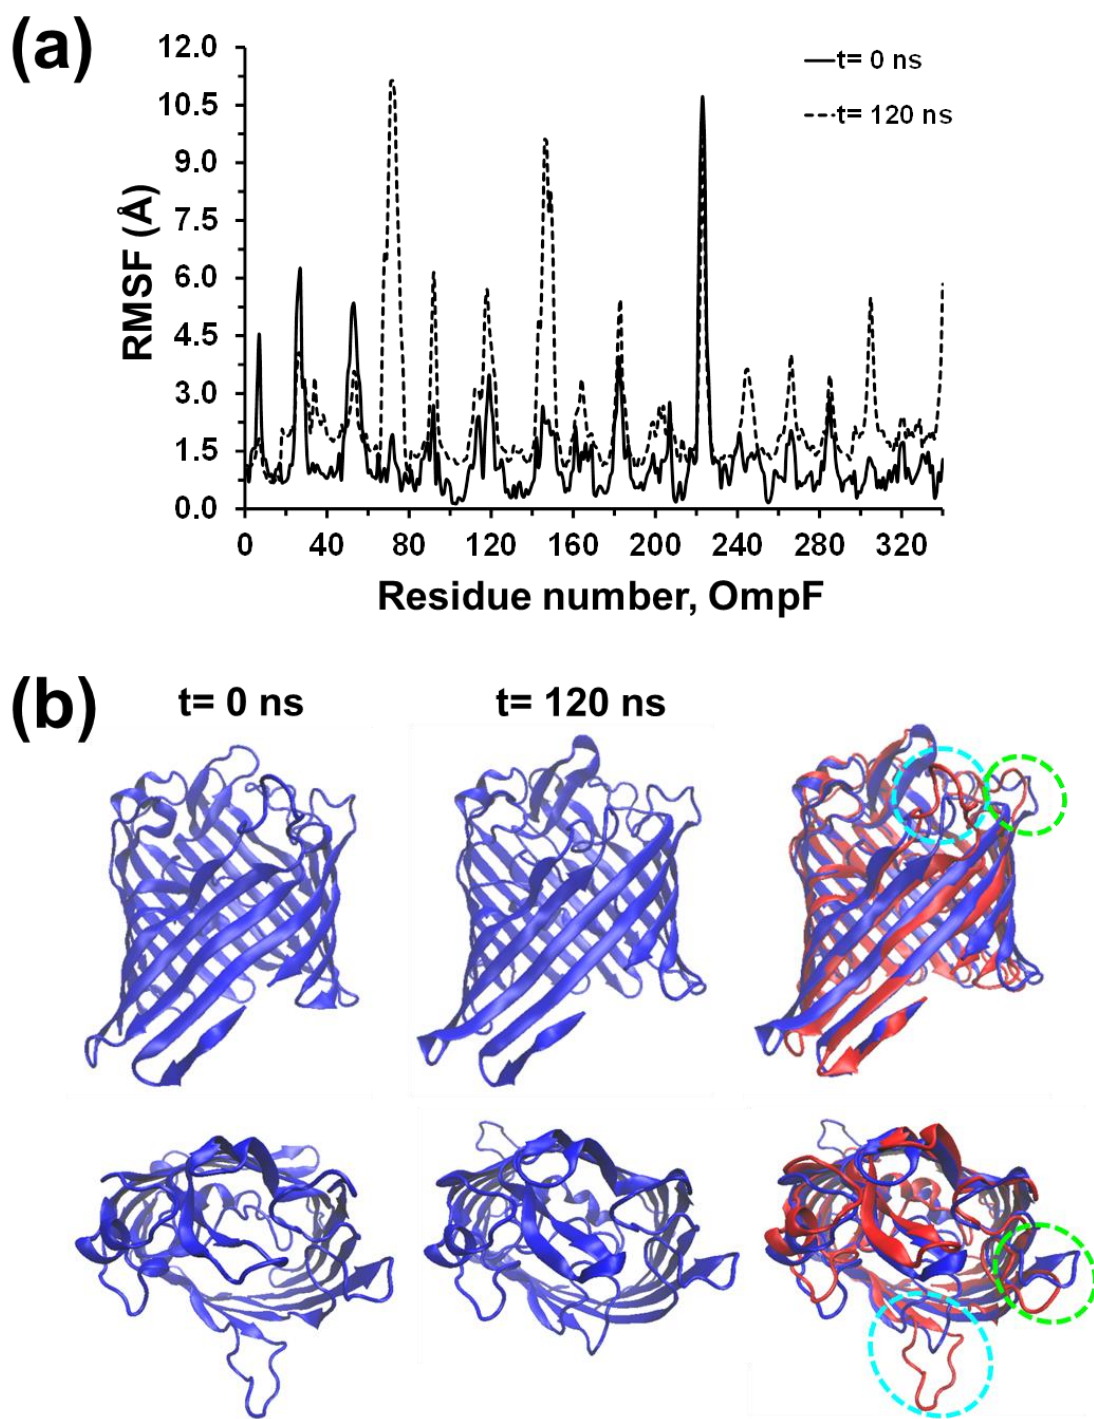 (a)
12.0
10.5
9.0
7.5
6.0
4.5
3.0
1.5
0.0
RMSF (Å)
t= 0 ns
t= 120 ns
0 40 80 120 160 200 240 280 320
Residue number, OmpF
(b)
t= 0 ns
t= 120 ns